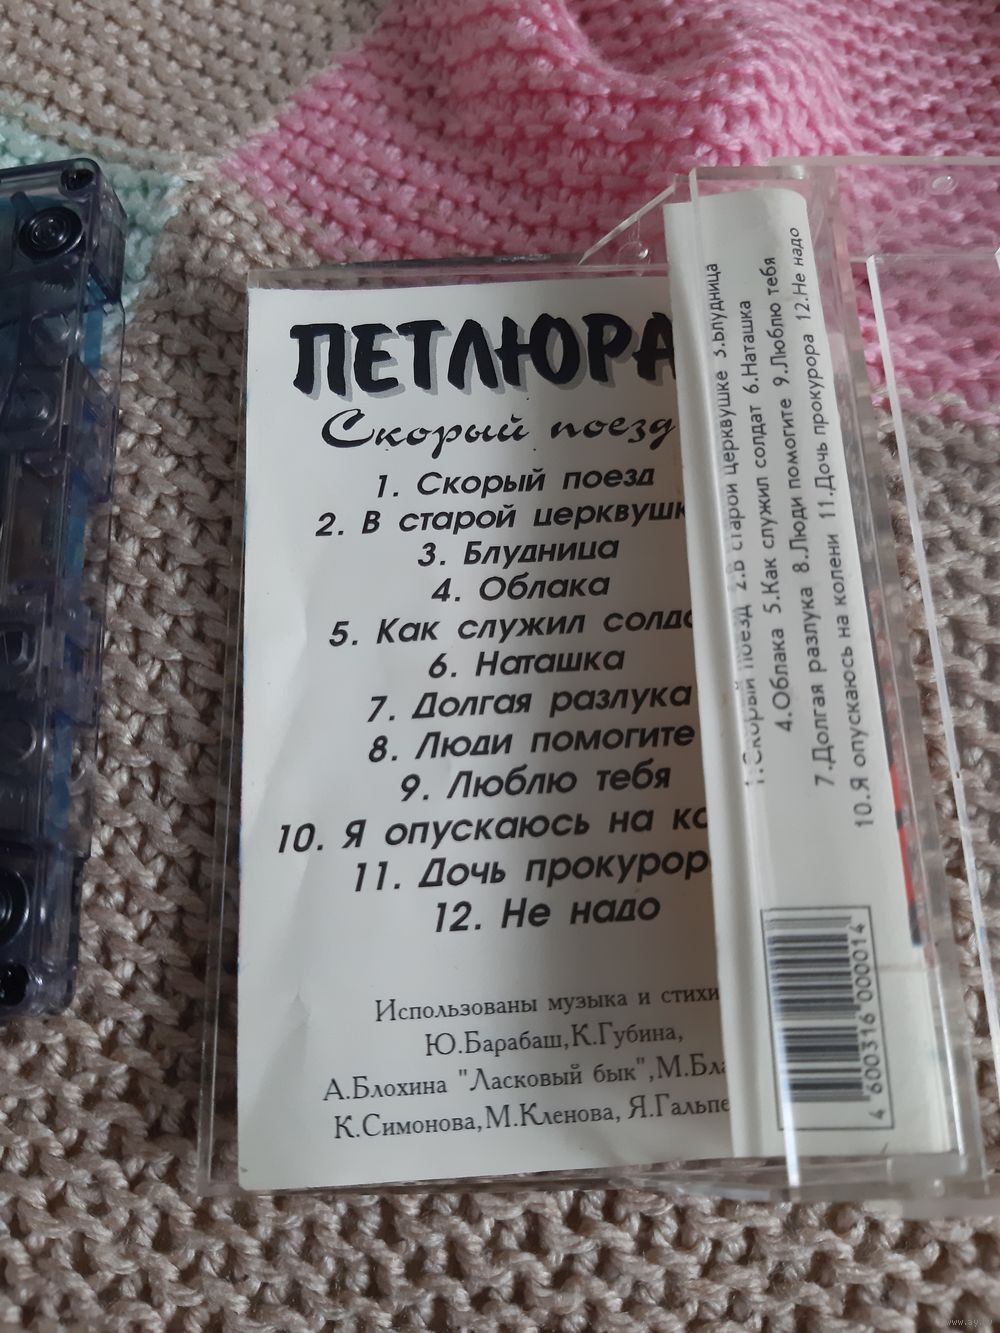 ПЕТЛЮРА
Скорый поезд
1. Скорый поезд
2. В старой церквушк
3. Блудница
4. Облака
5. Как служил солда
6. Наташка
7. Долгая разлука
8. Люди помогите
9. Люблю тебя
10. Я опускаюсь на ко
11. Дочь прокурор
12. Не надо
Использованы музыка и стихи
Ю.Барабаш,К.Губина,
А.Блохина "Ласковый бык",М.Бла
К.Симонова,М.Кленова, Я.Гальпе
1.Скорый поезд 2.В старой церквушке 3.Блудница
4.Облака 5.Как служил солдат 6.Наташка
7.Долгая разлука 8.Люди помогите 9.Люблю тебя
10.Я опускаюсь на колени 11.Дочь прокурора 12.Не надо
4 600316 000014